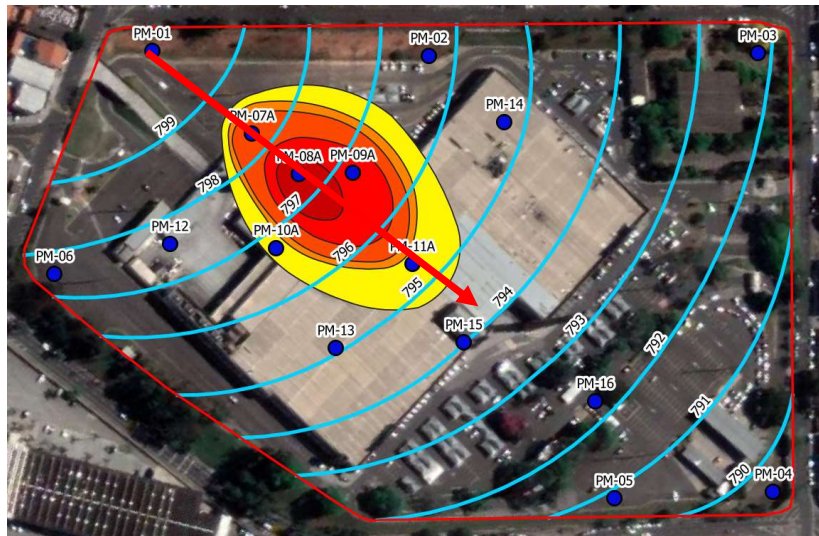 PM-01
PM-02
PM-03
PM-14
PM-07A
799
PM-08A
PM-09A
798
797
PM-12
PM-10A
796
PM-11A
PM-06
795
794
PM-15
793
PM-13
792
PM-16
791
790
PM-04
PM-05